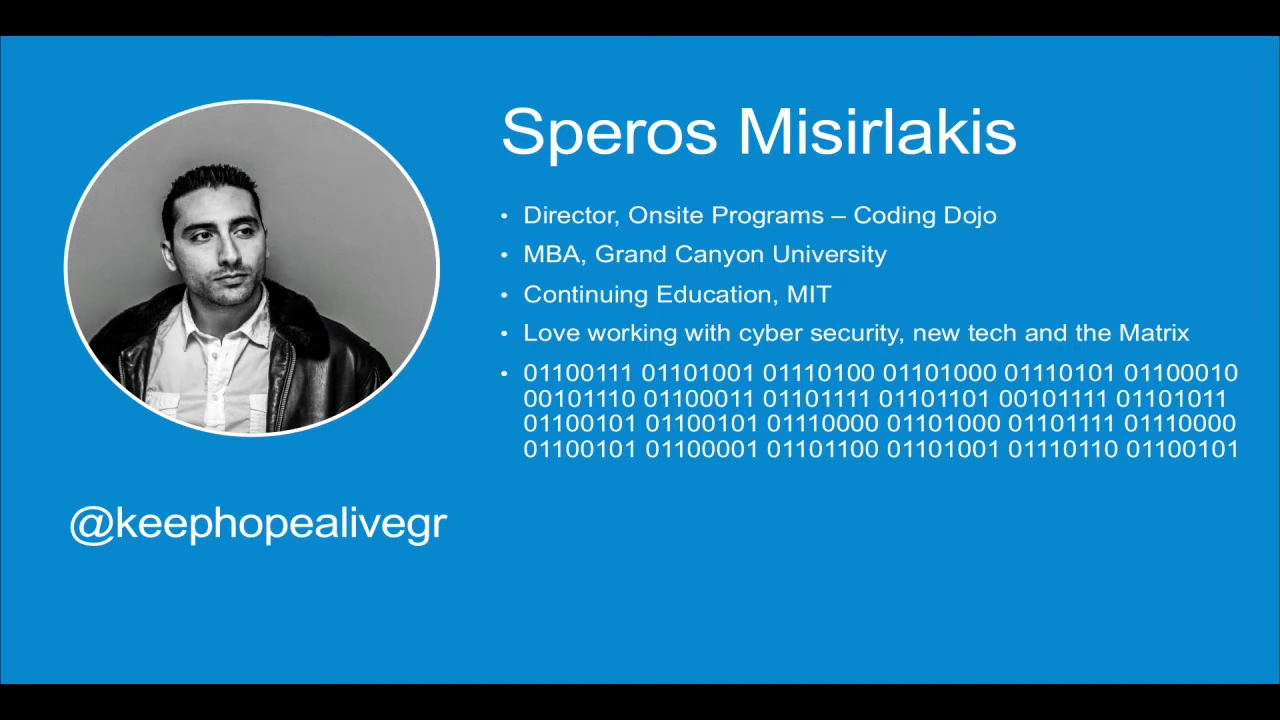 Speros Misirlakis
• Director, Onsite Programs – Coding Dojo
• MBA, Grand Canyon University
• Continuing Education, MIT
• Love working with cyber security, new tech and the Matrix
• 01100111 01101001 01110100 01101000 01110101 01100010
00101110 01100011 01101111 01101101 00101111 01101011
01100101 01100101 01110000 01101000 01101111 01110000
01100101 01100001 01101100 01101001 01110110 01100101
@keephopealivegr